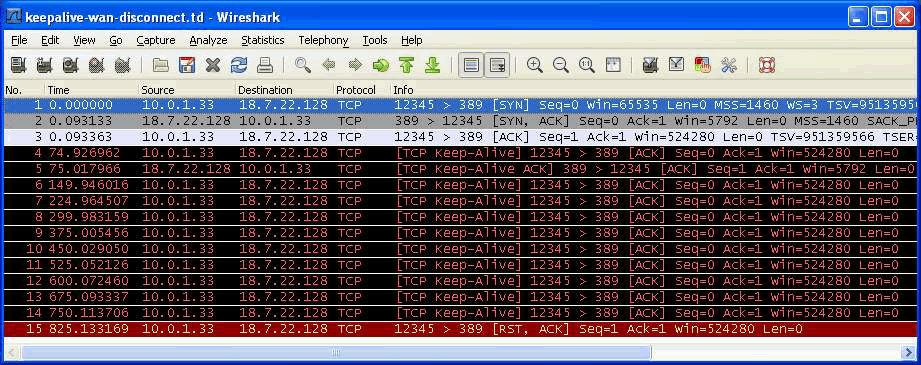 keepalive-wan-disconnect.td - Wireshark
File Edit View Go Capture Analyze Statistics Telephony Tools Help
No. Time Source Destination Protocol Info
1 0.000000 10.0.1.33 18.7.22.128 TCP 12345 > 389 [SYN] Seq=0 Win=65535 Len=0 MSS=1460 WS=3 TSV=9513595
2 0.093133 18.7.22.128 10.0.1.33 TCP 389 > 12345 [SYN, ACK] Seq=0 Ack=1 Win=5792 Len=0 MSS=1460 SACK_P
3 0.093363 10.0.1.33 18.7.22.128 TCP 12345 > 389 [ACK] Seq=1 Ack=1 Win=524280 Len=0 TSV=951359566 TSER
4 74.926962 10.0.1.33 18.7.22.128 TCP [TCP Keep-Alive] 12345 > 389 [ACK] Seq=0 Ack=1 Win=524280 Len=0
5 75.017966 18.7.22.128 10.0.1.33 TCP [TCP Keep-Alive ACK] 389 > 12345 [ACK] Seq=1 Ack=1 Win=5792 Len=0
6 149.946016 10.0.1.33 18.7.22.128 TCP [TCP Keep-Alive] 12345 > 389 [ACK] Seq=0 Ack=1 Win=524280 Len=0
7 224.964507 10.0.1.33 18.7.22.128 TCP [TCP Keep-Alive] 12345 > 389 [ACK] Seq=0 Ack=1 Win=524280 Len=0
8 299.983159 10.0.1.33 18.7.22.128 TCP [TCP Keep-Alive] 12345 > 389 [ACK] Seq=0 Ack=1 Win=524280 Len=0
9 375.005456 10.0.1.33 18.7.22.128 TCP [TCP Keep-Alive] 12345 > 389 [ACK] Seq=0 Ack=1 Win=524280 Len=0
10 450.029050 10.0.1.33 18.7.22.128 TCP [TCP Keep-Alive] 12345 > 389 [ACK] Seq=0 Ack=1 Win=524280 Len=0
11 525.052126 10.0.1.33 18.7.22.128 TCP [TCP Keep-Alive] 12345 > 389 [ACK] Seq=0 Ack=1 Win=524280 Len=0
12 600.072460 10.0.1.33 18.7.22.128 TCP [TCP Keep-Alive] 12345 > 389 [ACK] Seq=0 Ack=1 Win=524280 Len=0
13 675.093337 10.0.1.33 18.7.22.128 TCP [TCP Keep-Alive] 12345 > 389 [ACK] Seq=0 Ack=1 Win=524280 Len=0
14 750.113706 10.0.1.33 18.7.22.128 TCP [TCP Keep-Alive] 12345 > 389 [ACK] Seq=0 Ack=1 Win=524280 Len=0
15 825.133169 10.0.1.33 18.7.22.128 TCP 12345 > 389 [RST, ACK] Seq=1 Ack=1 Win=524280 Len=0